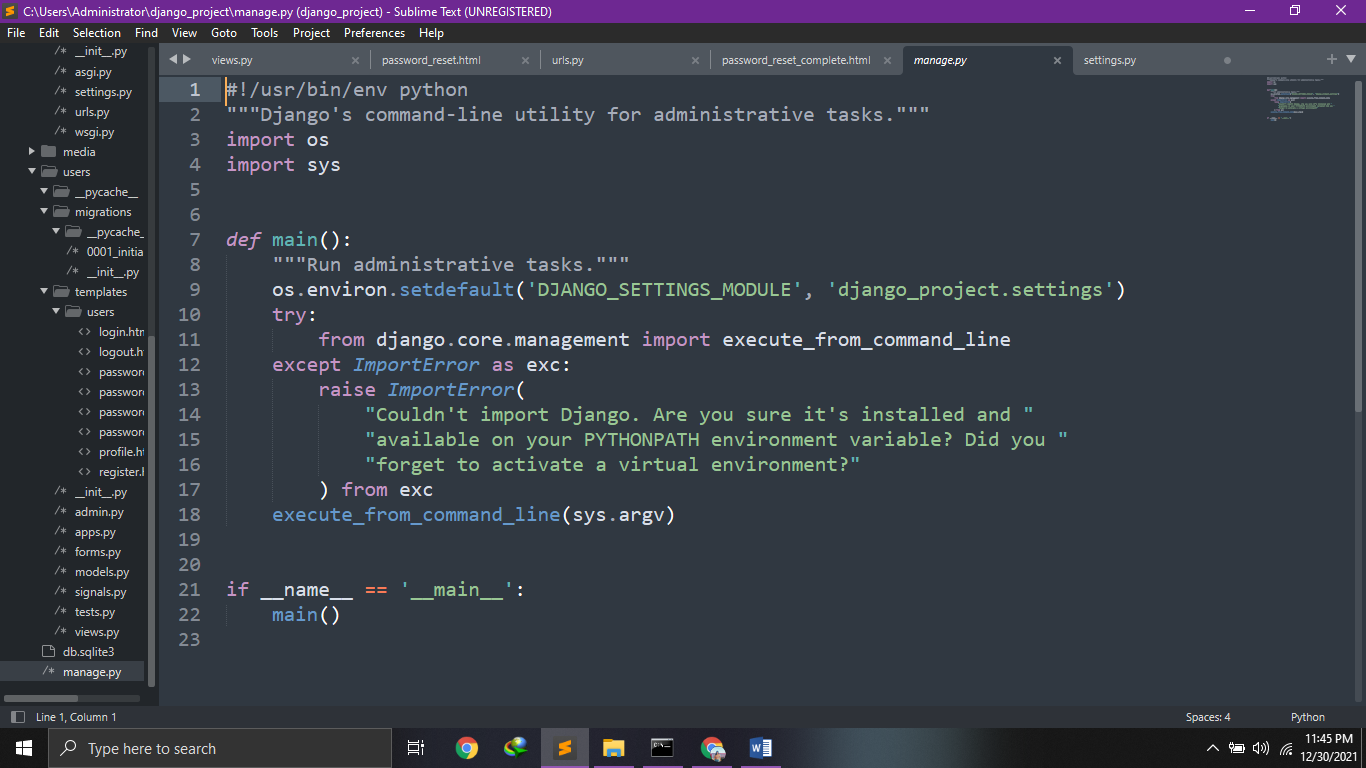 C:\Users\Administrator\django_project\manage.py (django_project) - Sublime Text (UNREGISTERED)
File Edit Selection Find View Goto Tools Project Preferences Help
__init__.py
asgi.py
settings.py
urls.py
wsgi.py
media
users
__pycache__
migrations
__pycache_
0001_initia
__init__.py
templates
users
login.htm
logout.h
password
password
password
password
profile.ht
register.h
__init__.py
admin.py
apps.py
forms.py
models.py
signals.py
tests.py
views.py
db.sqlite3
manage.py
views.py password_reset.html urls.py password_reset_complete.html manage.py settings.py
1 #!/usr/bin/env python
2 """Django's command-line utility for administrative tasks."""
3 import os
4 import sys
5
6
7 def main():
8     """Run administrative tasks."""
9     os.environ.setdefault('DJANGO_SETTINGS_MODULE', 'django_project.settings')
10     try:
11         from django.core.management import execute_from_command_line
12     except ImportError as exc:
13         raise ImportError(
14             "Couldn't import Django. Are you sure it's installed and "
15             "available on your PYTHONPATH environment variable? Did you "
16             "forget to activate a virtual environment?"
17         ) from exc
18     execute_from_command_line(sys.argv)
19
20
21 if __name__ == '__main__':
22     main()
23
Line 1, Column 1 Spaces: 4 Python
Type here to search
11:45 PM
12/30/2021